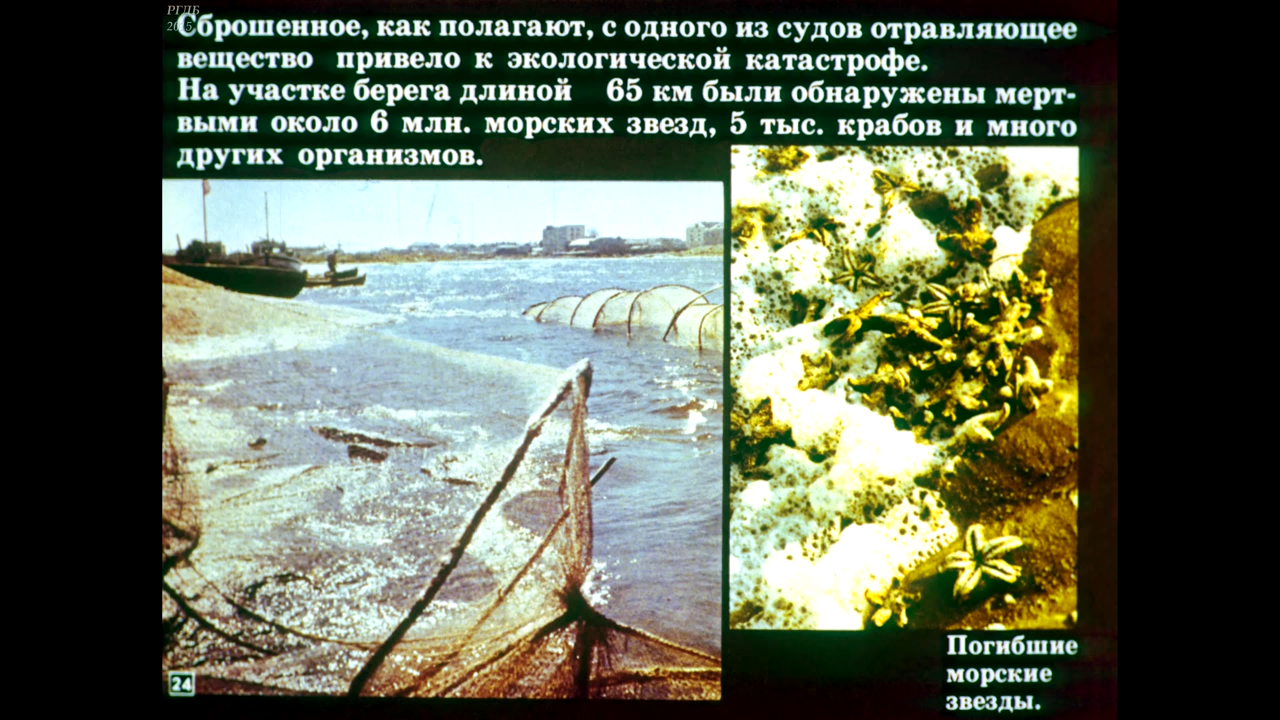 РГДБ
2015
Сброшенное, как полагают, с одного из судов отравляющее
вещество привело к экологической катастрофе.
На участке берега длиной 65 км были обнаружены мерт-
выми около 6 млн. морских звезд, 5 тыс. крабов и много
других организмов.
24
Погибшие
морские
звезды.